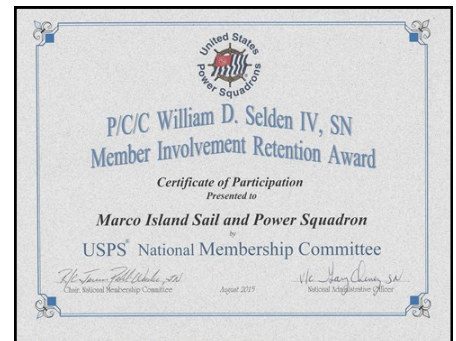 United States
Power Squadrons
P/C/C William D. Selden IV, SN
Member Involvement Retention Award
Certificate of Participation
Presented to
Marco Island Sail and Power Squadron
by
USPS® National Membership Committee
Chair, National Membership Committee
August
National Administrative Officer